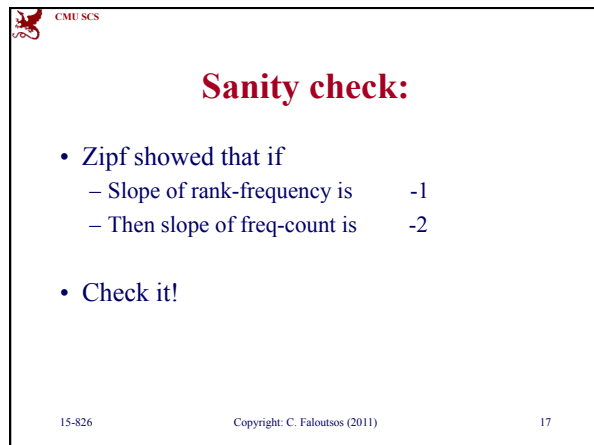 CMU SCS
Sanity check:
• Zipf showed that if
– Slope of rank-frequency is -1
– Then slope of freq-count is -2
• Check it!
15-826 Copyright: C. Faloutsos (2011) 17